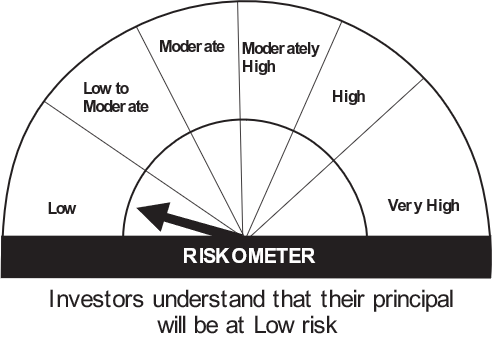 Moderate
Moderately
High
Low to
Moderate
High
Low
Very High
RISKOMETER
Investors understand that their principal
will be at Low risk